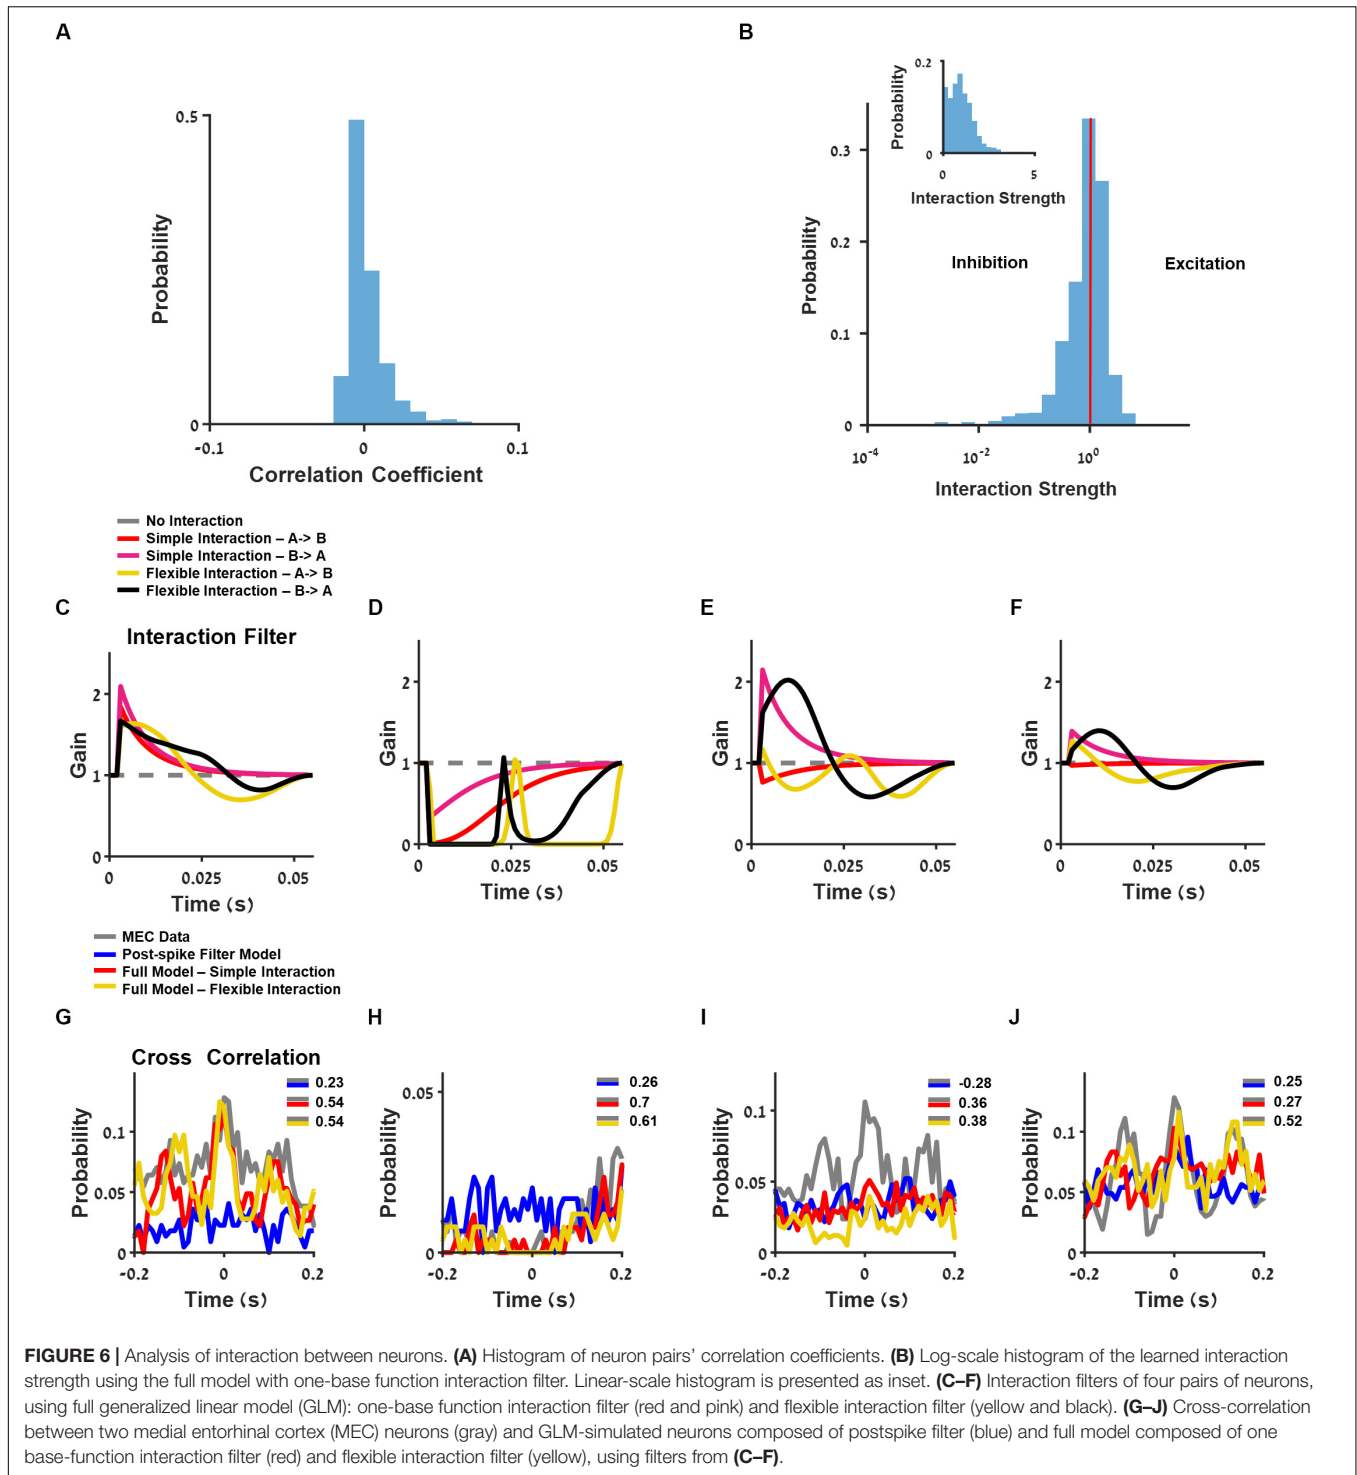 A
B
0.5
0
-0.1
0
0.1
Probability
Correlation Coefficient
0.2
0
0
5
Probability
Interaction Strength
0.3
0.2
0.1
0
10-4
10-2
100
Probability
Inhibition
Excitation
Interaction Strength
No Interaction
Simple Interaction – A-> B
Simple Interaction – B-> A
Flexible Interaction – A-> B
Flexible Interaction – B-> A
C
D
E
F
Interaction Filter
2
1
0
0
0.025
0.05
Gain
Time (s)
2
1
0
0
0.025
0.05
Gain
Time (s)
2
1
0
0
0.025
0.05
Gain
Time (s)
2
1
0
0
0.025
0.05
Gain
Time (s)
MEC Data
Post-spike Filter Model
Full Model – Simple Interaction
Full Model – Flexible Interaction
G
H
I
J
Cross Correlation
0.23
0.54
0.54
0.1
0.05
0
-0.2
0
0.2
Probability
Time (s)
0.26
0.7
0.61
0.05
0
-0.2
0
0.2
Probability
Time (s)
-0.28
0.36
0.38
0.1
0.05
0
-0.2
0
0.2
Probability
Time (s)
0.25
0.27
0.52
0.1
0.05
0
-0.2
0
0.2
Probability
Time (s)
FIGURE 6 | Analysis of interaction between neurons. (A) Histogram of neuron pairs' correlation coefficients. (B) Log-scale histogram of the learned interaction
strength using the full model with one-base function interaction filter. Linear-scale histogram is presented as inset. (C–F) Interaction filters of four pairs of neurons,
using full generalized linear model (GLM): one-base function interaction filter (red and pink) and flexible interaction filter (yellow and black). (G–J) Cross-correlation
between two medial entorhinal cortex (MEC) neurons (gray) and GLM-simulated neurons composed of postspike filter (blue) and full model composed of one
base-function interaction filter (red) and flexible interaction filter (yellow), using filters from (C–F).